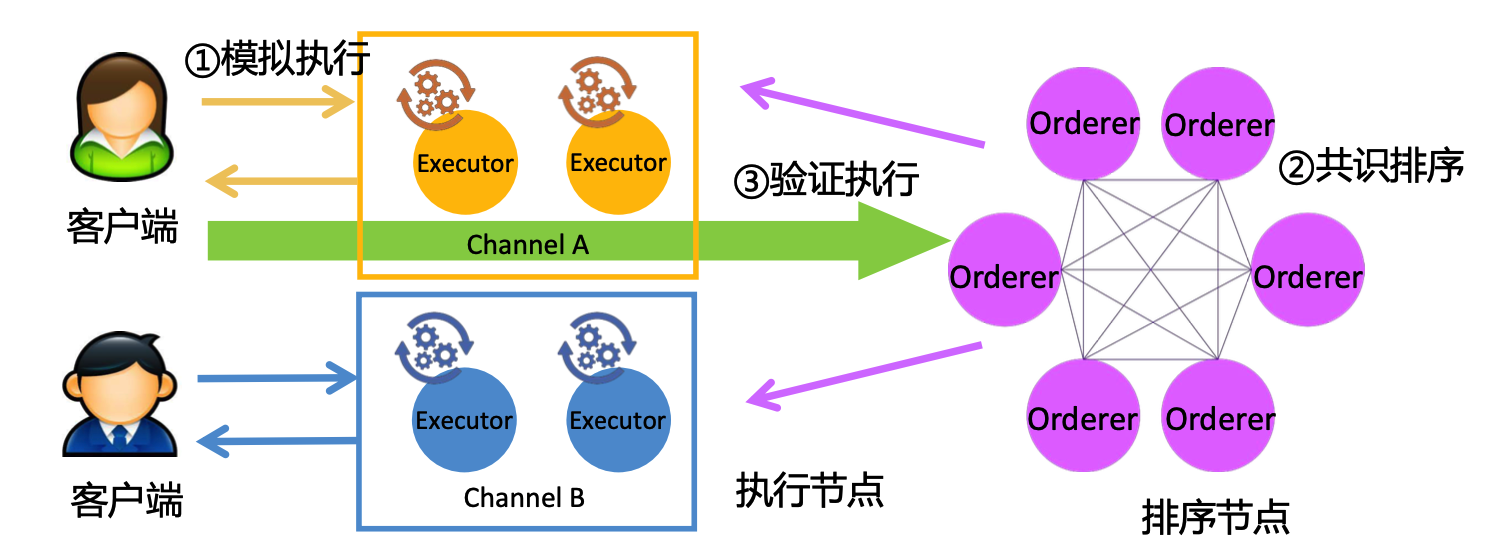 ①模拟执行
客户端
Executor
Executor
Channel A
③验证执行
Orderer
Orderer
②共识排序
Orderer
Orderer
Orderer
Orderer
排序节点
客户端
Executor
Executor
Channel B
执行节点